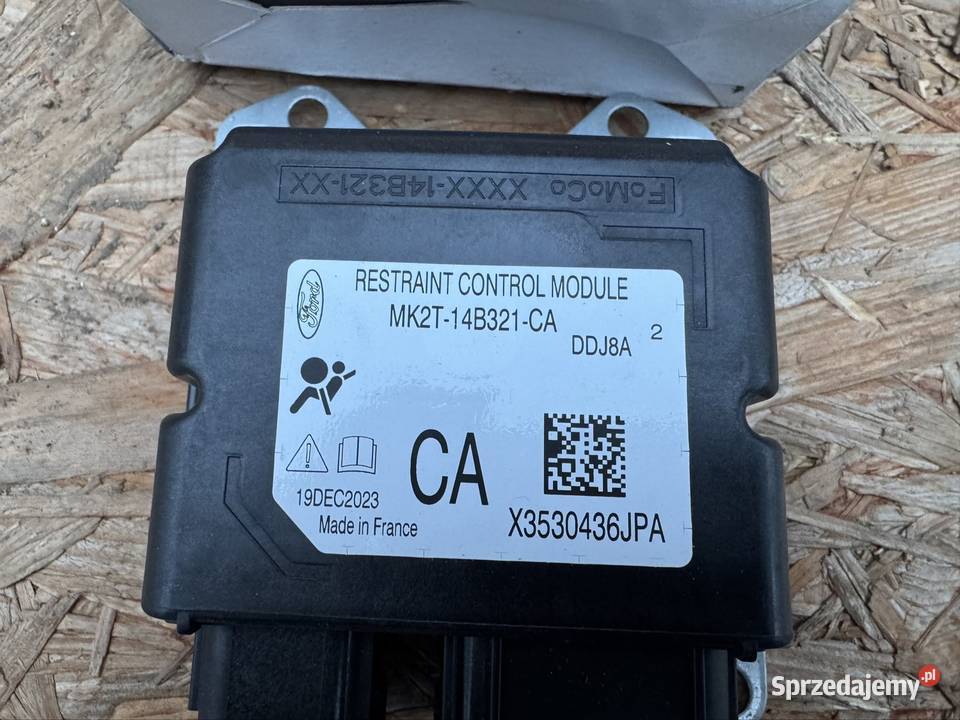 FoMoCo XXXX-14B321-XX
Ford
RESTRAINT CONTROL MODULE
MK2T-14B321-CA
DDJ8A
2
CA
19DEC2023
Made in France
X3530436JPA
Sprzedajemy.pl